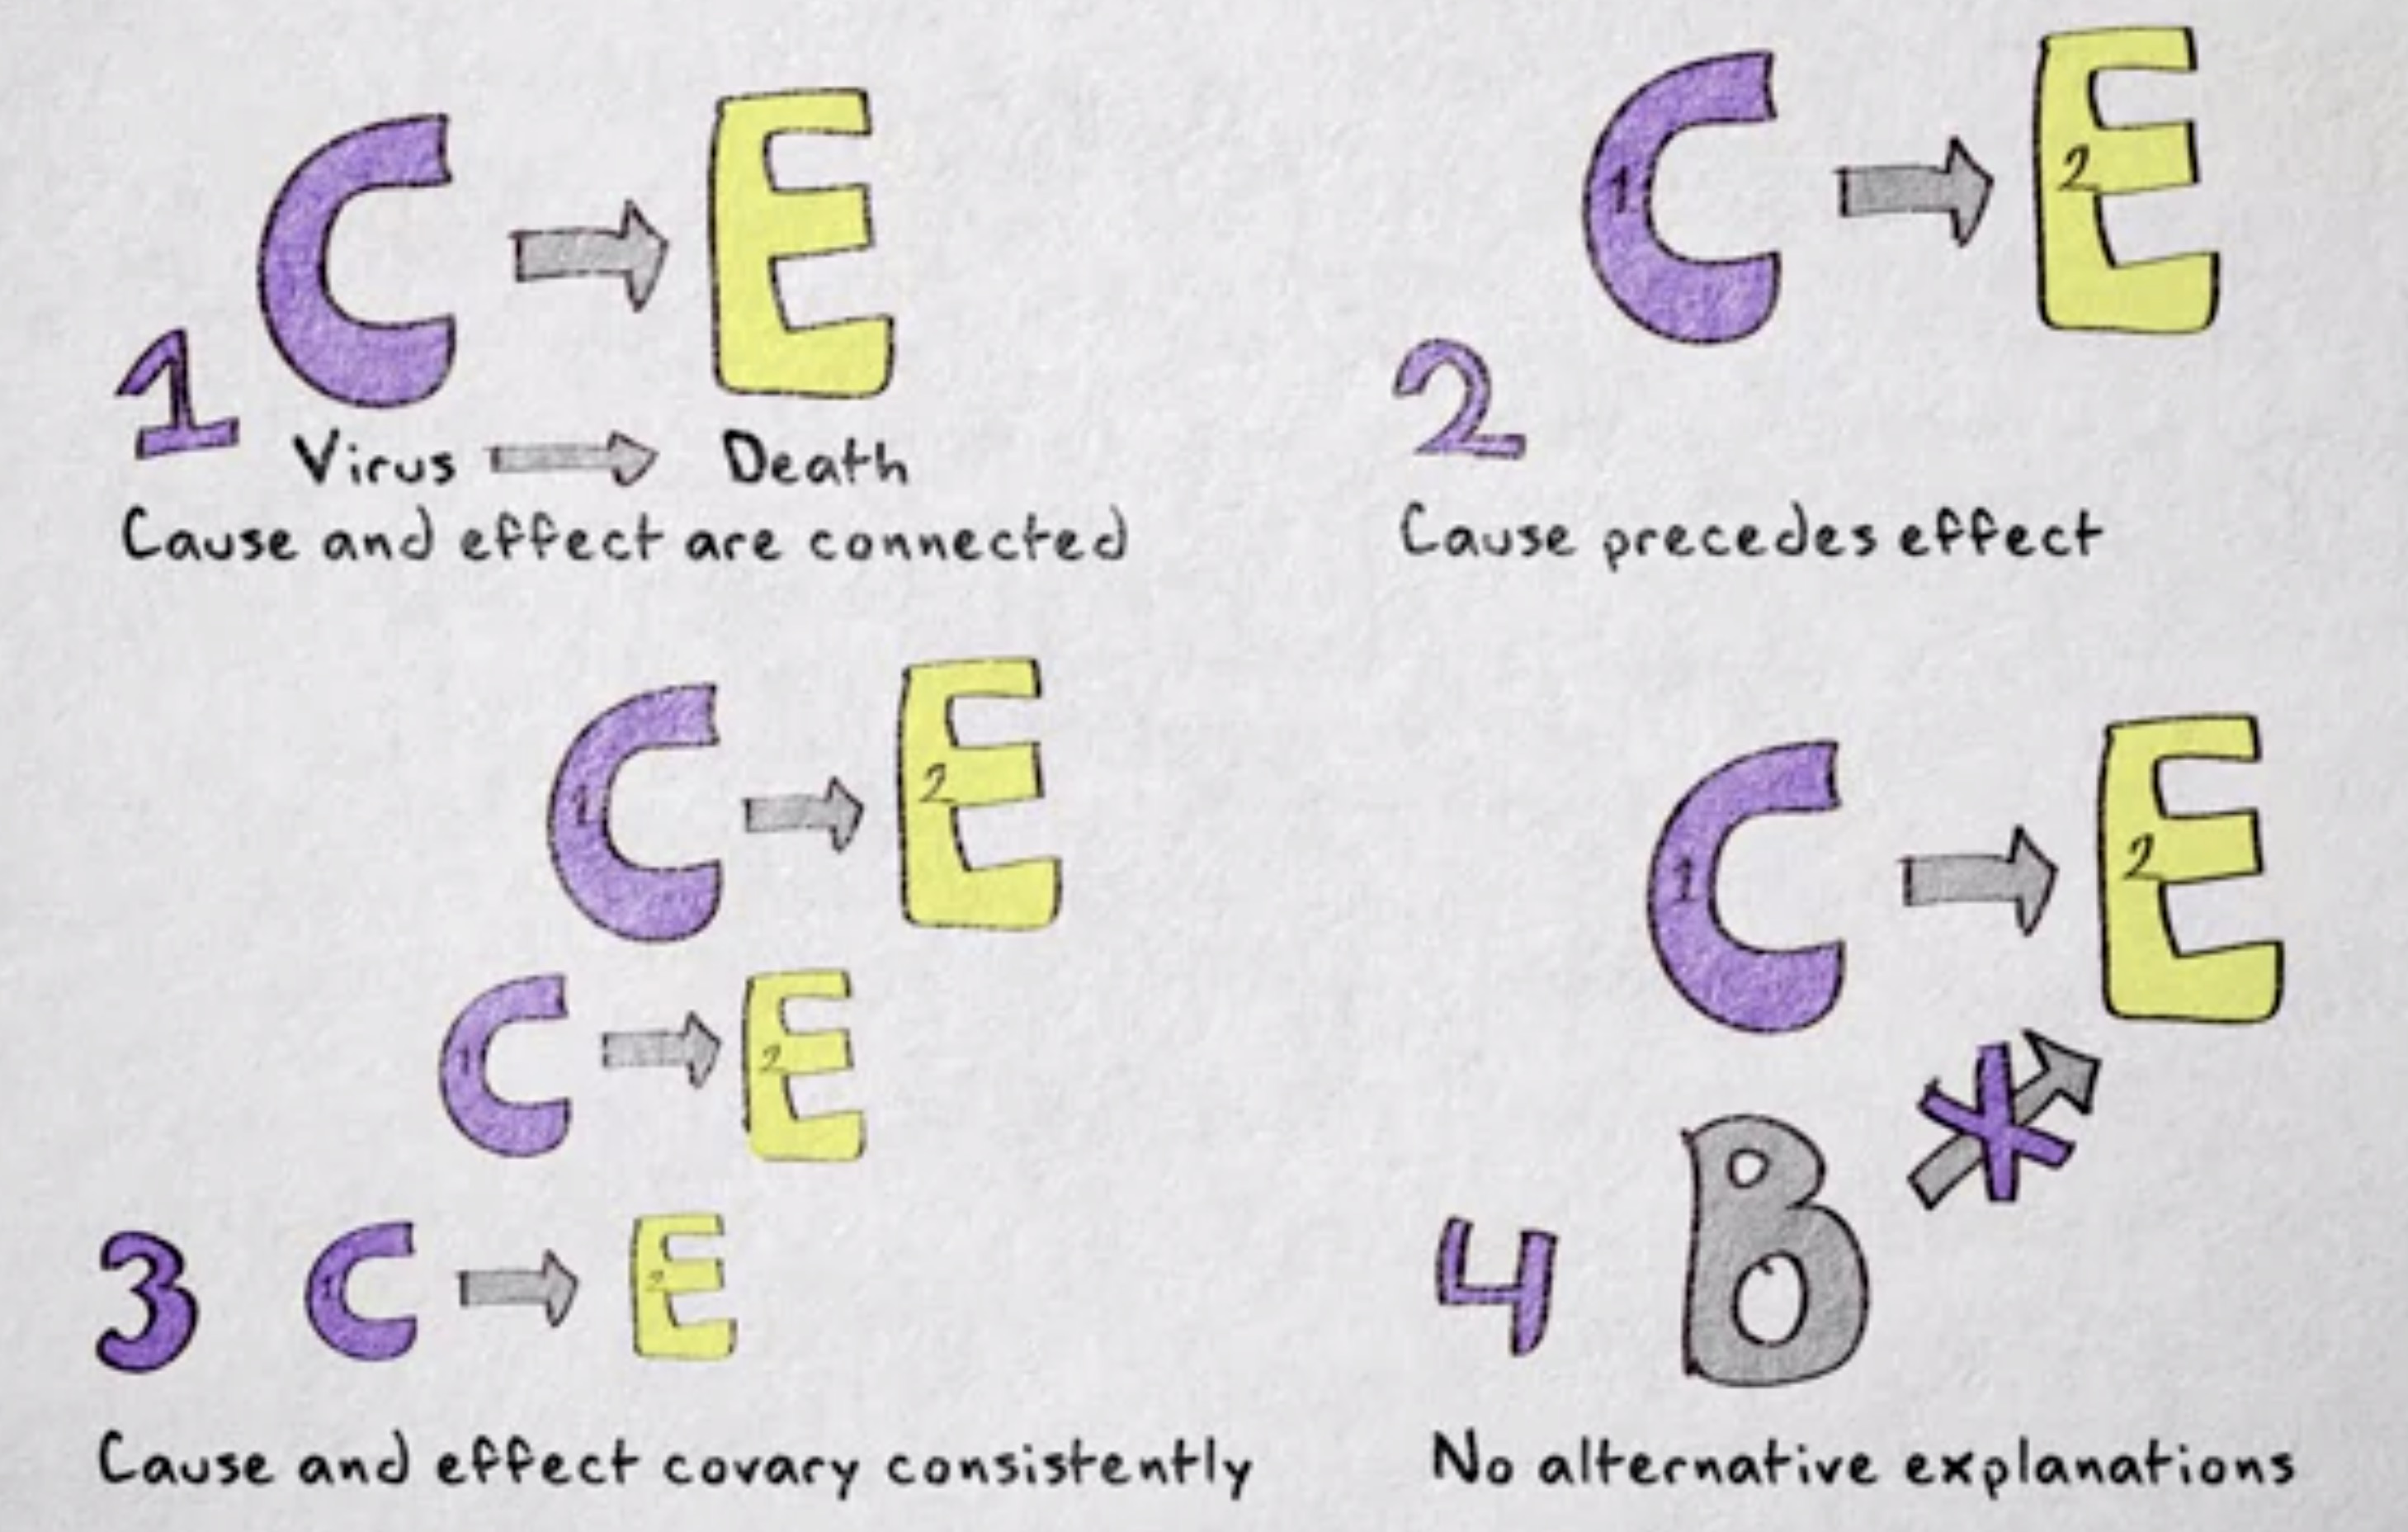 C E
1
Virus Death
Cause and effect are connected
C 1 E 2
2
Cause precedes effect
C 1 E 2
C 1 E 2
3 C 1 E 2
Cause and effect covary consistently
C 1 E 2
4 B
No alternative explanations